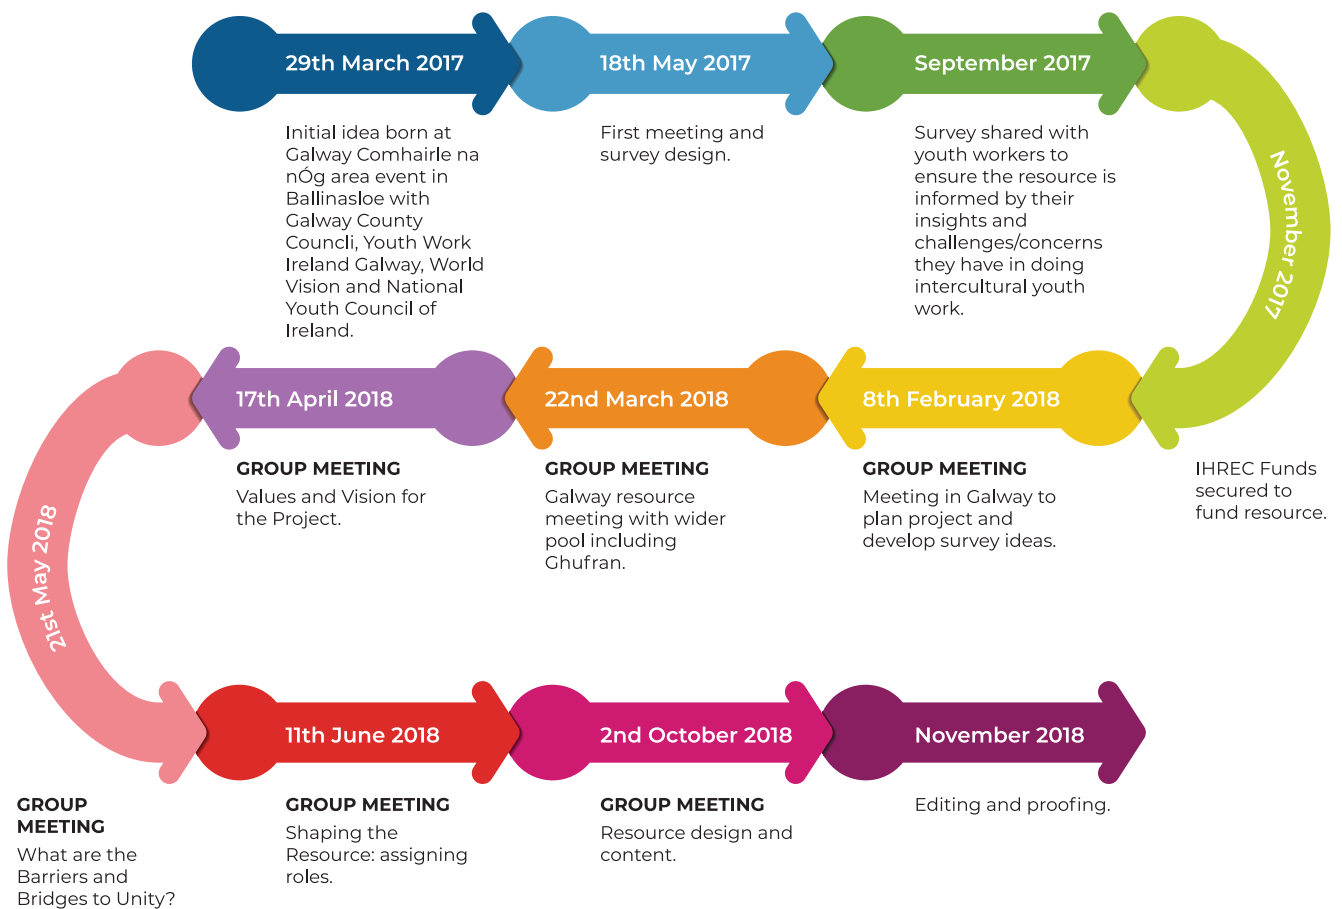 29th March 2017
Initial idea born at
Galway Comhairle na
nÓg area event in
Ballinasloe with
Galway County
Councli, Youth Work
Ireland Galway, World
Vision and National
Youth Council of
Ireland.
18th May 2017
First meeting and
survey design.
September 2017
Survey shared with
youth workers to
ensure the resource is
informed by their
insights and
challenges/concerns
they have in doing
intercultural youth
work.
November 2017
IHREC Funds
secured to
fund resource.
8th February 2018
GROUP MEETING
Meeting in Galway to
plan project and
develop survey ideas.
22nd March 2018
GROUP MEETING
Galway resource
meeting with wider
pool including
Ghufran.
17th April 2018
GROUP MEETING
Values and Vision for
the Project.
21st May 2018
GROUP
MEETING
What are the
Barriers and
Bridges to Unity?
11th June 2018
GROUP MEETING
Shaping the
Resource: assigning
roles.
2nd October 2018
GROUP MEETING
Resource design and
content.
November 2018
Editing and proofing.